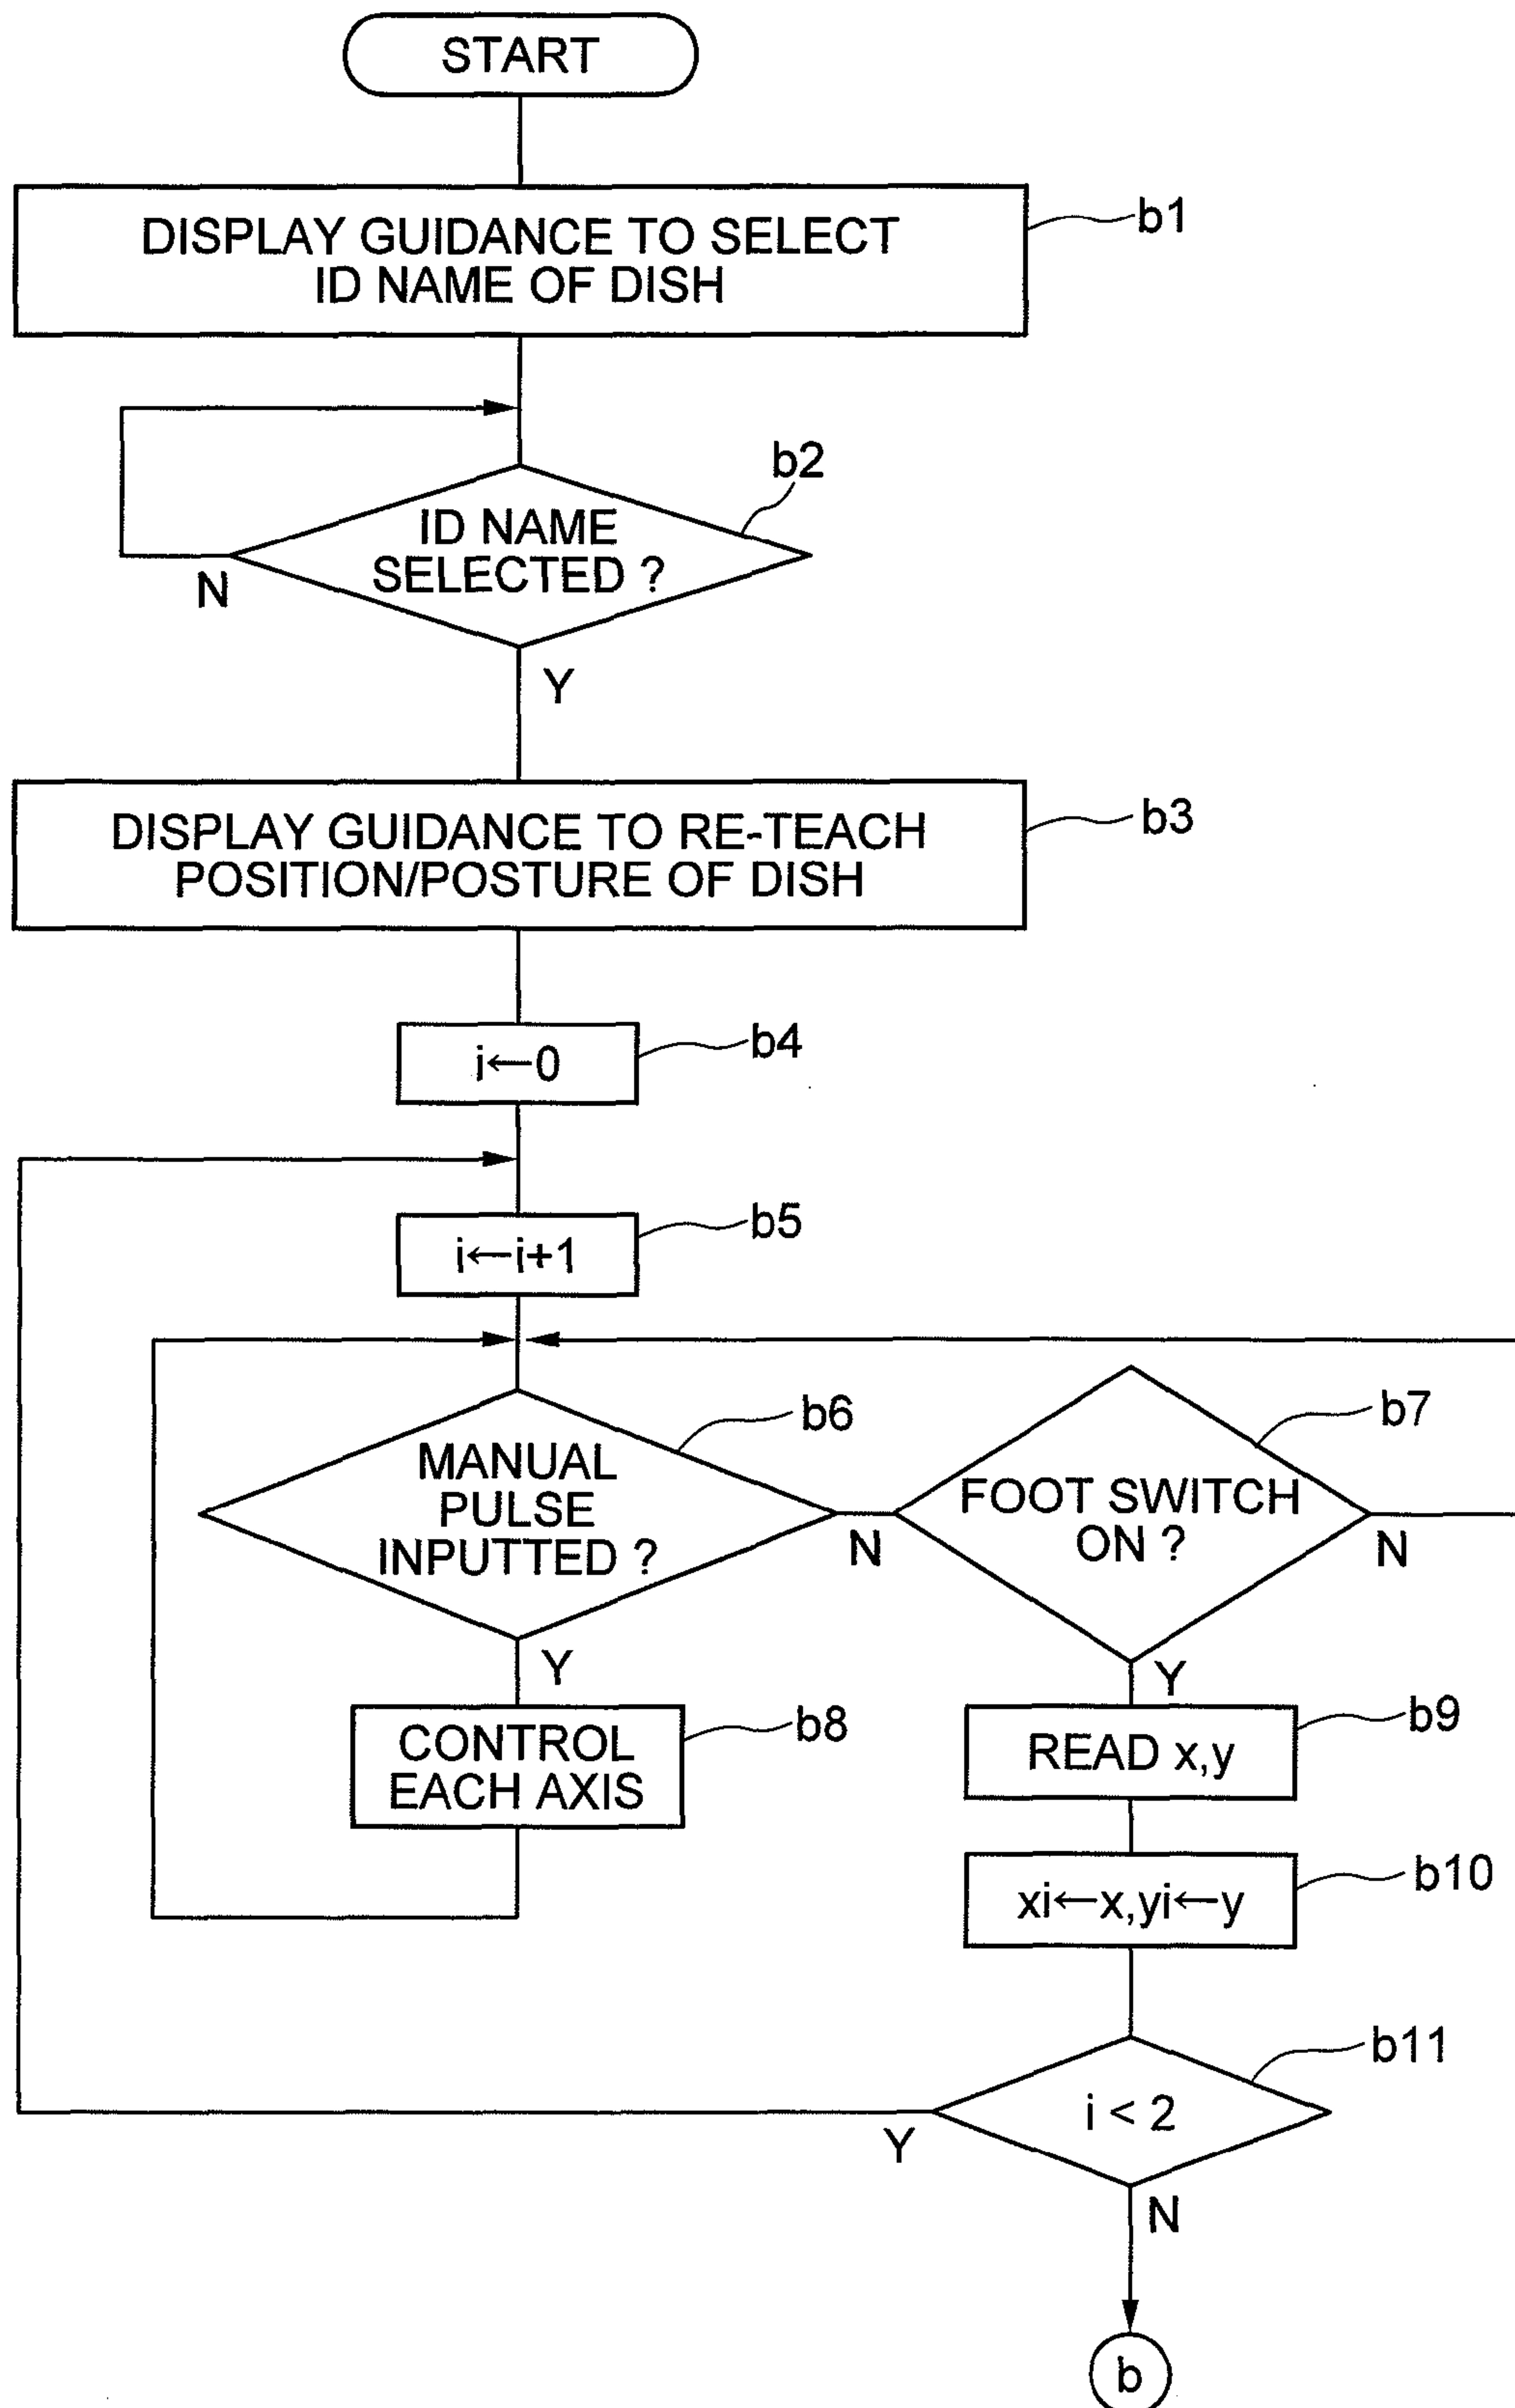 START
DISPLAY GUIDANCE TO SELECT
ID NAME OF DISH
b1
b2
ID NAME
SELECTED ?
N
Y
DISPLAY GUIDANCE TO RE-TEACH
POSITION/POSTURE OF DISH
b3
i←0
b4
i←i+1
b5
b6
MANUAL
PULSE
INPUTTED ?
N
Y
b7
FOOT SWITCH
ON ?
N
Y
CONTROL
EACH AXIS
b8
READ x,y
b9
xi←x,yi←y
b10
b11
i < 2
Y
N
b